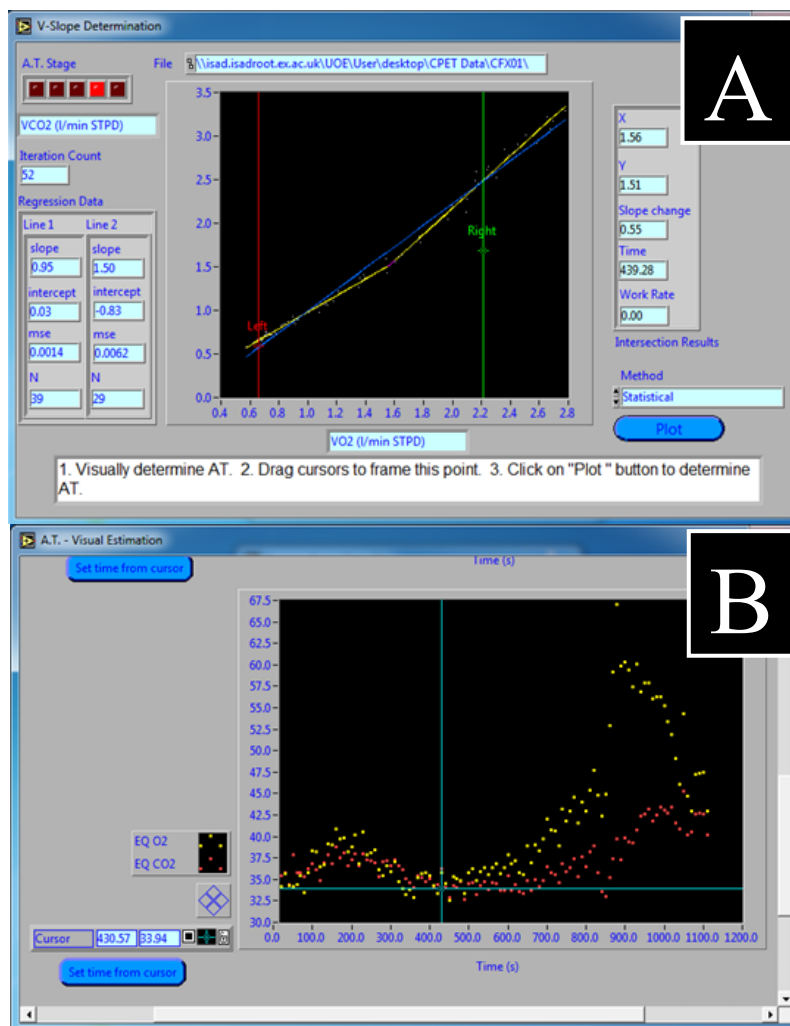 V-Slope Determination
A
A.T. Stage
File
\\isad.isadroot.ex.ac.uk\UOE\User\desktop\CPET Data\CFX01\
VCO2 (l/min STPD)
Iteration Count
52
Regression Data
Line 1 Line 2
slope slope
0.95 1.50
intercept intercept
0.03 -0.83
mse mse
0.0014 0.0062
N N
39 29
3.5
3.0
2.5
2.0
1.5
1.0
0.5
0.0
0.4 0.6 0.8 1.0 1.2 1.4 1.6 1.8 2.0 2.2 2.4 2.6 2.8
Left
Right
VO2 (l/min STPD)
X
1.56
Y
1.51
Slope change
0.55
Time
439.28
Work Rate
0.00
Intersection Results
Method
Statistical
Plot
1. Visually determine AT. 2. Drag cursors to frame this point. 3. Click on "Plot " button to determine
AT.
A.T. - Visual Estimation
B
Set time from cursor
Time (s)
67.5
65.0
62.5
60.0
57.5
55.0
52.5
50.0
47.5
45.0
42.5
40.0
37.5
35.0
32.5
30.0
0.0 100.0 200.0 300.0 400.0 500.0 600.0 700.0 800.0 900.0 1000.0 1100.0 1200.0
Time (s)
EQ O2
EQ CO2
Cursor 430.57 33.94
Set time from cursor